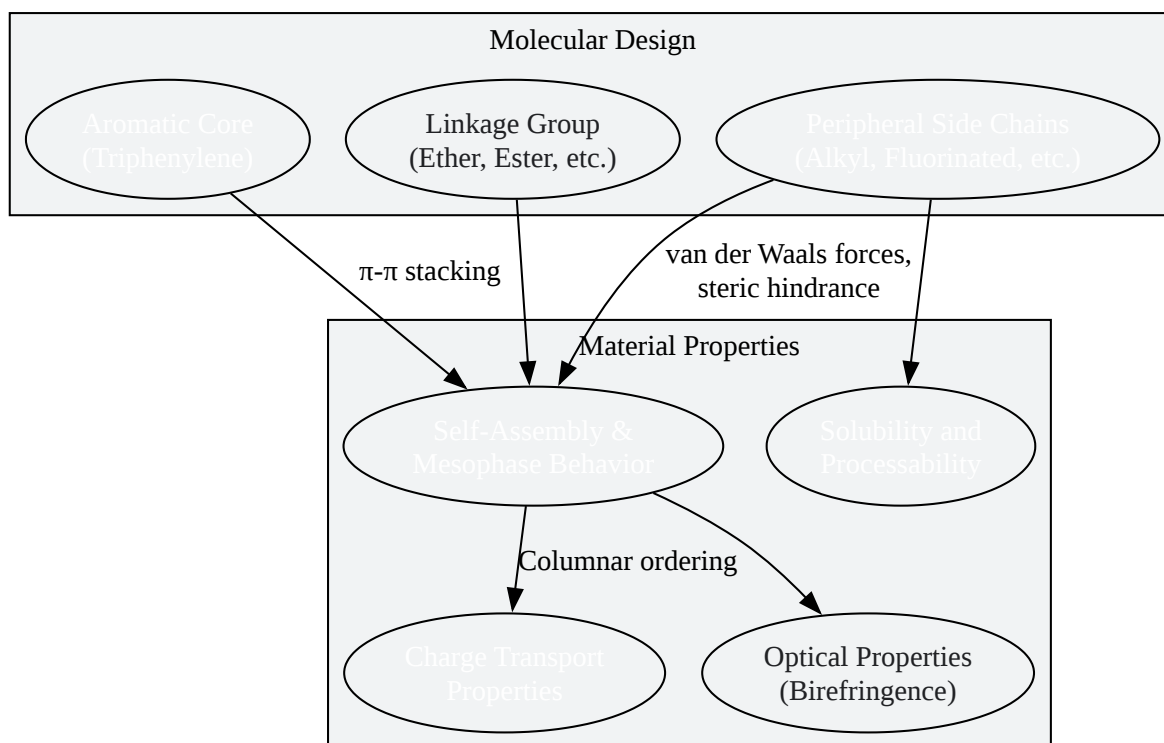 Molecular Design
Aromatic Core
(Triphenylene)
Linkage Group
(Ether, Ester, etc.)
Peripheral Side Chains
(Alkyl, Fluorinated, etc.)
π-π stacking
van der Waals forces,
steric hindrance
Material Properties
Self-Assembly &
Mesophase Behavior
Solubility and
Processability
Columnar ordering
Charge Transport
Properties
Optical Properties
(Birefringence)